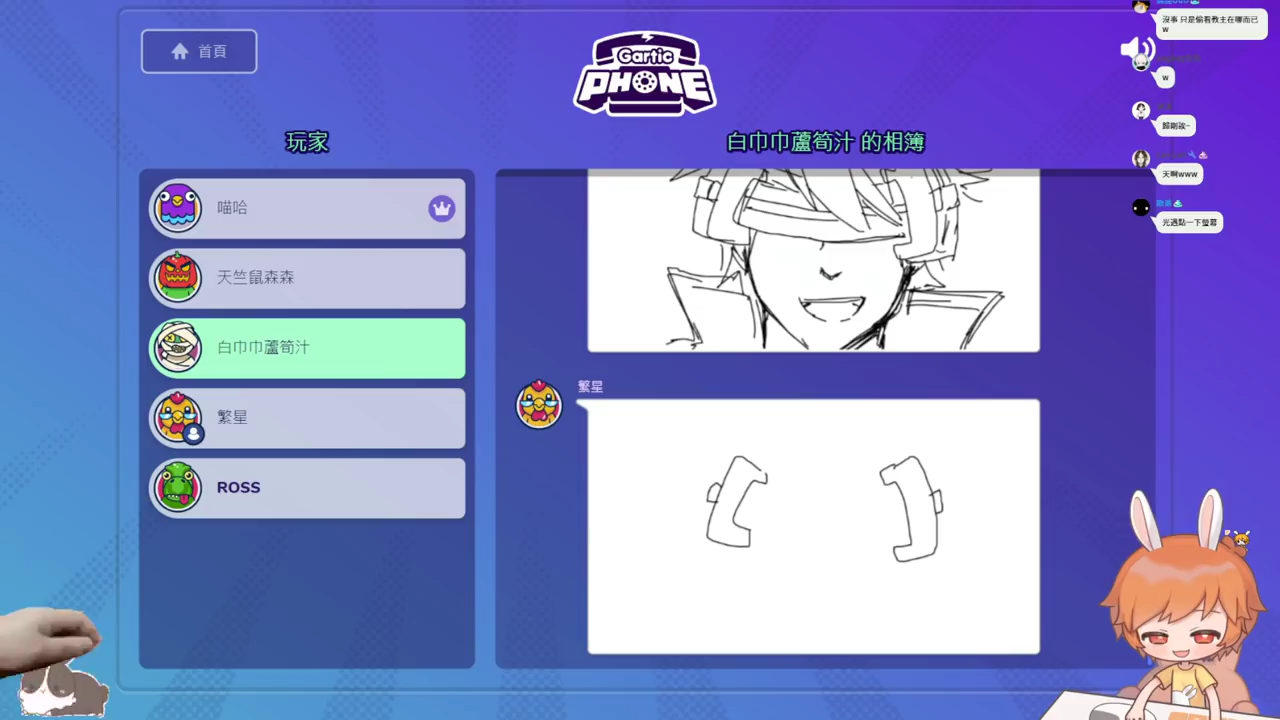 首頁
Gartic
PHONE
玩家
白巾巾蘆筍汁 的相簿
喵哈
天竺鼠森森
白巾巾蘆筍汁
繁星
ROSS
繁星
沒事 只是偷看教主在哪而已
w
w
歸剛說~
天啊www
光遇點一下螢幕